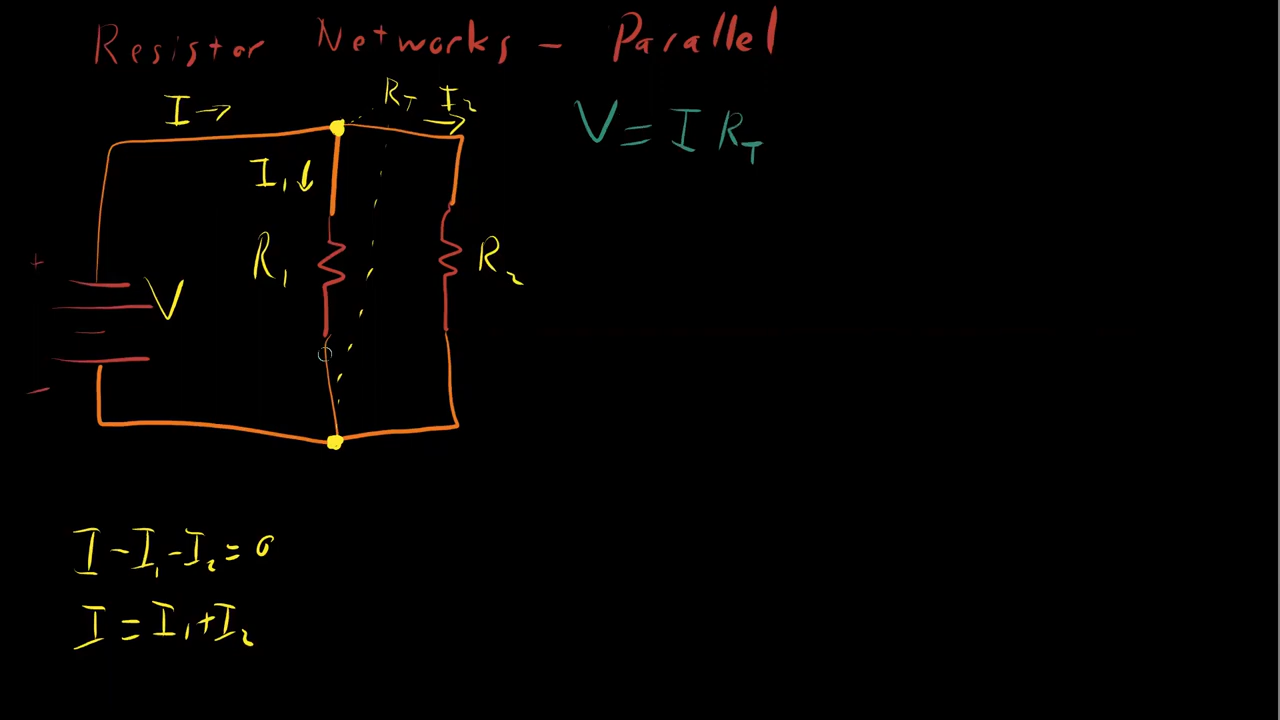 Resistor Networks - Parallel
I →
R_T
I_2 →
V = I R_T
I_1 ↓
R_1
R_2
+
V
-
I - I_1 - I_2 = 0
I = I_1 + I_2